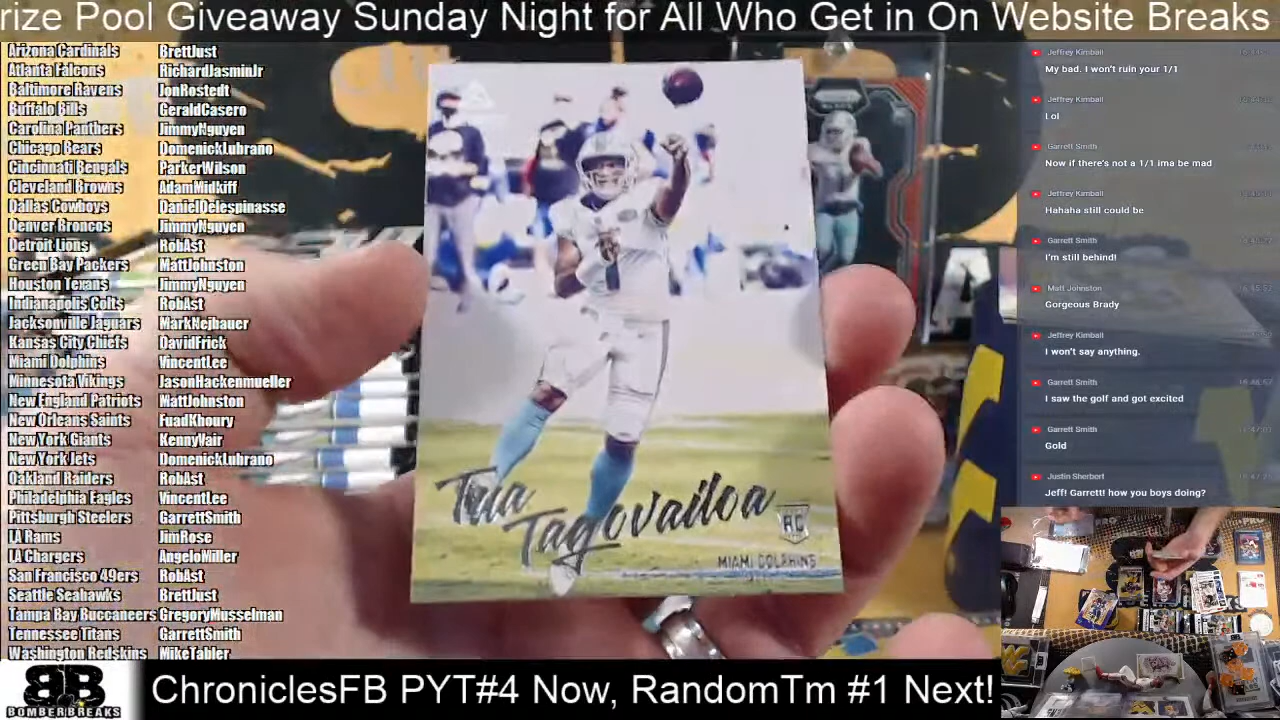 rize Pool Giveaway Sunday Night for All Who Get in On Website Breaks
Arizona Cardinals BrettJust
Atlanta Falcons RichardJasminJr
Baltimore Ravens JonRostedt
Buffalo Bills GeraldCasero
Carolina Panthers JimmyNguyen
Chicago Bears DomenickLubrano
Cincinnati Bengals ParkerWilson
Cleveland Browns AdamMidkiff
Dallas Cowboys DanielDelespinasse
Denver Broncos JimmyNguyen
Detroit Lions RobAst
Green Bay Packers MattJohnston
Houston Texans JimmyNguyen
Indianapolis Colts RobAst
Jacksonville Jaguars MarkNejbauer
Kansas City Chiefs DavidFrick
Miami Dolphins VincentLee
Minnesota Vikings JasonHackenmueller
New England Patriots MattJohnston
New Orleans Saints FuadKhoury
New York Giants KennyVair
New York Jets DomenickLubrano
Oakland Raiders RobAst
Philadelphia Eagles VincentLee
Pittsburgh Steelers GarrettSmith
LA Rams JimRose
LA Chargers AngeloMiller
San Francisco 49ers RobAst
Seattle Seahawks BrettJust
Tampa Bay Buccaneers GregoryMusselman
Tennessee Titans GarrettSmith
Washington Redskins MikeTabler
Tua
Tagovailoa
RC
MIAMI DOLPHINS
Jeffrey Kimball
My bad. I won't ruin your 1/1
Jeffrey Kimball
Lol
Garrett Smith
Now if there's not a 1/1 ima be mad
Jeffrey Kimball
Hahaha still could be
Garrett Smith
I'm still behind!
Matt Johnston
Gorgeous Brady
Jeffrey Kimball
I won't say anything.
Garrett Smith
I saw the golf and got excited
Garrett Smith
Gold
Justin Sherbert
Jeff! Garrett! how you boys doing?
BB
BOMBERBREAKS
ChroniclesFB PYT#4 Now, RandomTm #1 Next!